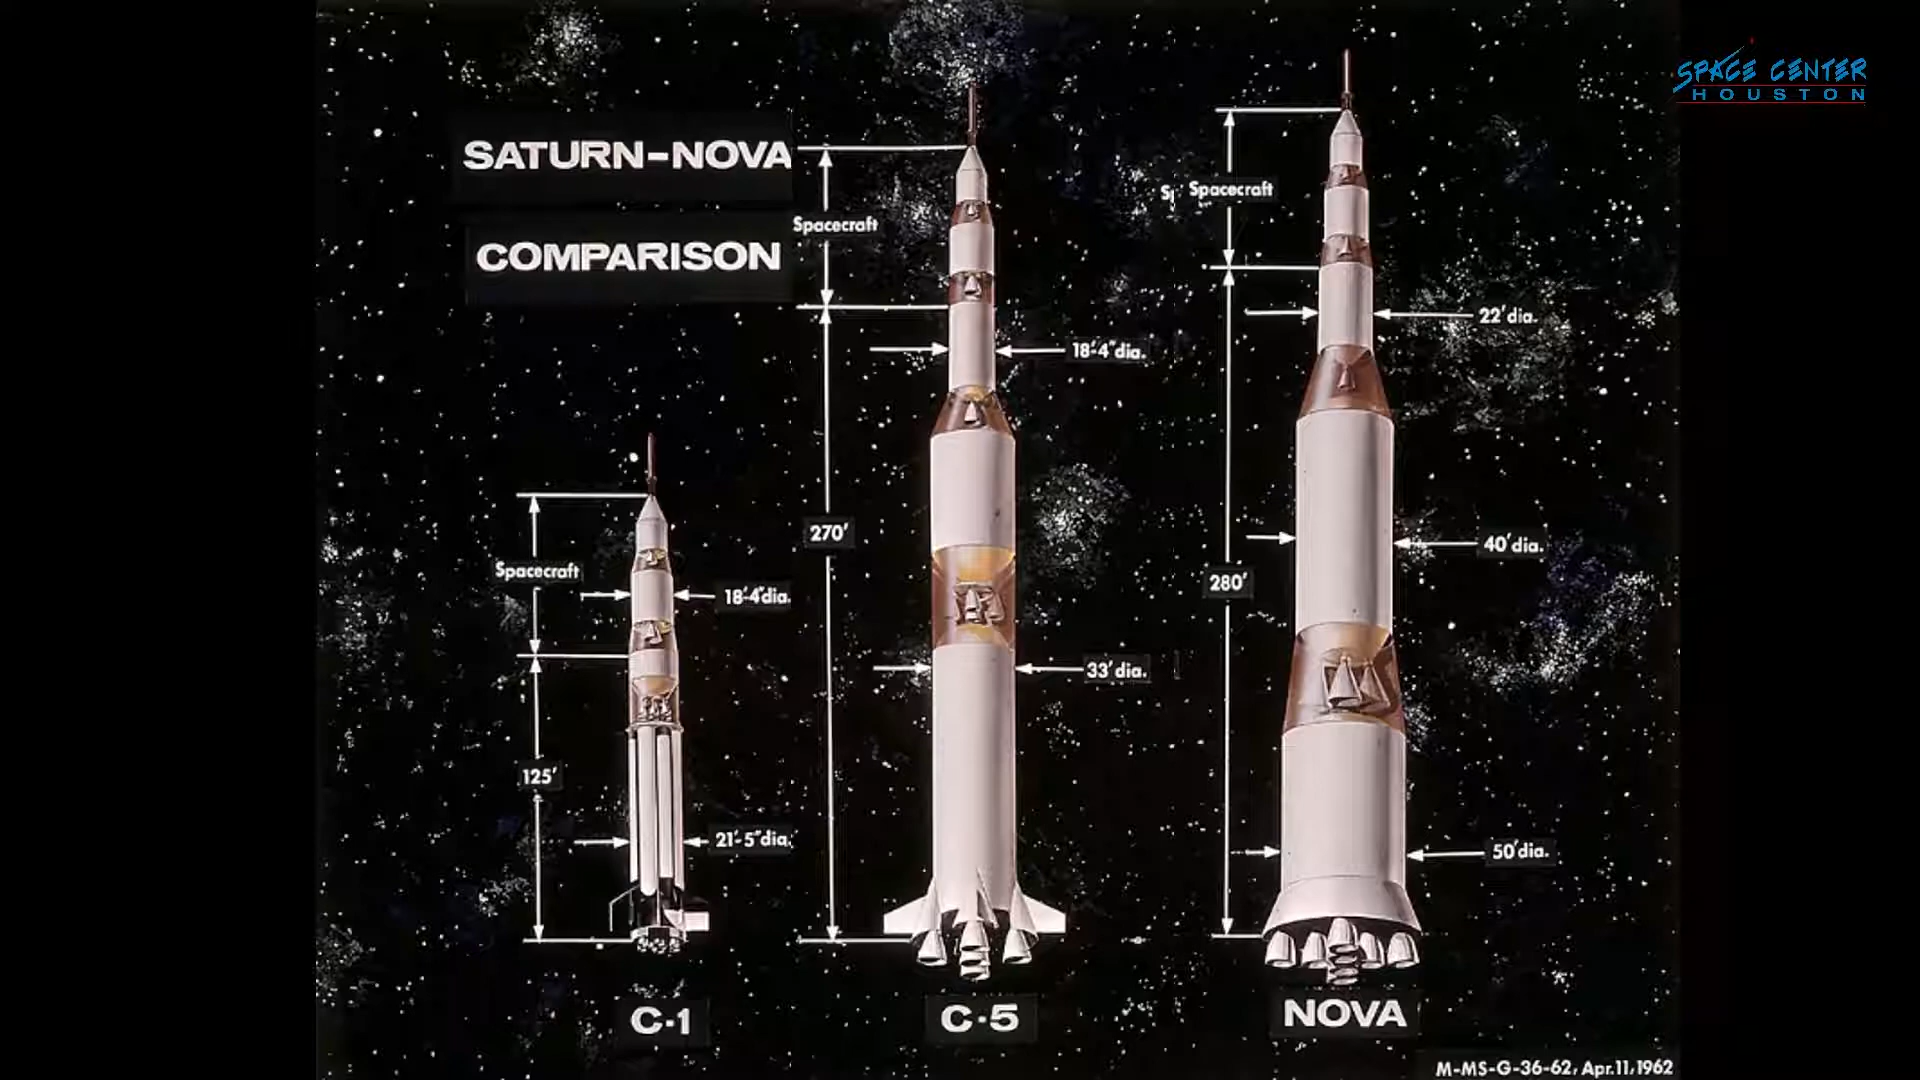 SPACE CENTER
HOUSTON
SATURN-NOVA
COMPARISON
Spacecraft
18'-4"dia.
125'
21'-5"dia.
C-1
Spacecraft
18'-4"dia.
270'
33'dia.
C-5
Spacecraft
22'dia.
40'dia.
280'
50'dia.
NOVA
M-MS-G-36-62, Apr.11,1962